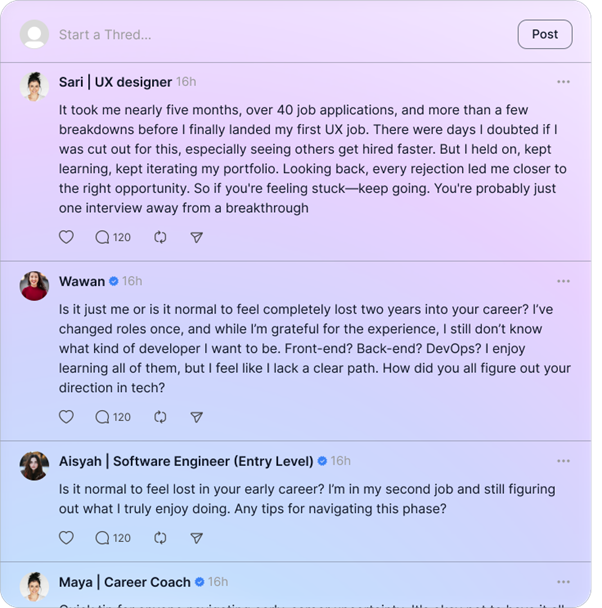 Start a Thred...
Post
Sari | UX designer 16h
It took me nearly five months, over 40 job applications, and more than a few
breakdowns before I finally landed my first UX job. There were days I doubted if I
was cut out for this, especially seeing others get hired faster. But I held on, kept
learning, kept iterating my portfolio. Looking back, every rejection led me closer to
the right opportunity. So if you're feeling stuck—keep going. You're probably just
one interview away from a breakthrough
120
Wawan 16h
Is it just me or is it normal to feel completely lost two years into your career? I've
changed roles once, and while I'm grateful for the experience, I still don't know
what kind of developer I want to be. Front-end? Back-end? DevOps? I enjoy
learning all of them, but I feel like I lack a clear path. How did you all figure out your
direction in tech?
120
Aisyah | Software Engineer (Entry Level) 16h
Is it normal to feel lost in your early career? I'm in my second job and still figuring
out what I truly enjoy doing. Any tips for navigating this phase?
120
Maya | Career Coach 16h